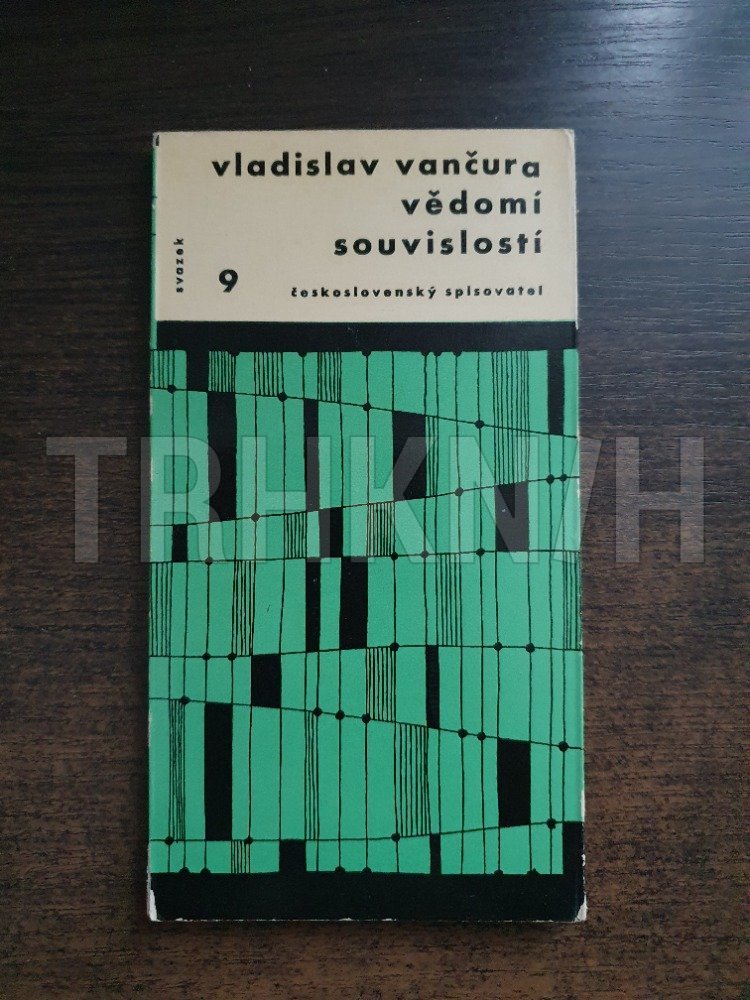 vladislav vančura
vědomí
souvislostí
svazek
9
československý spisovatel
TRHKNIH